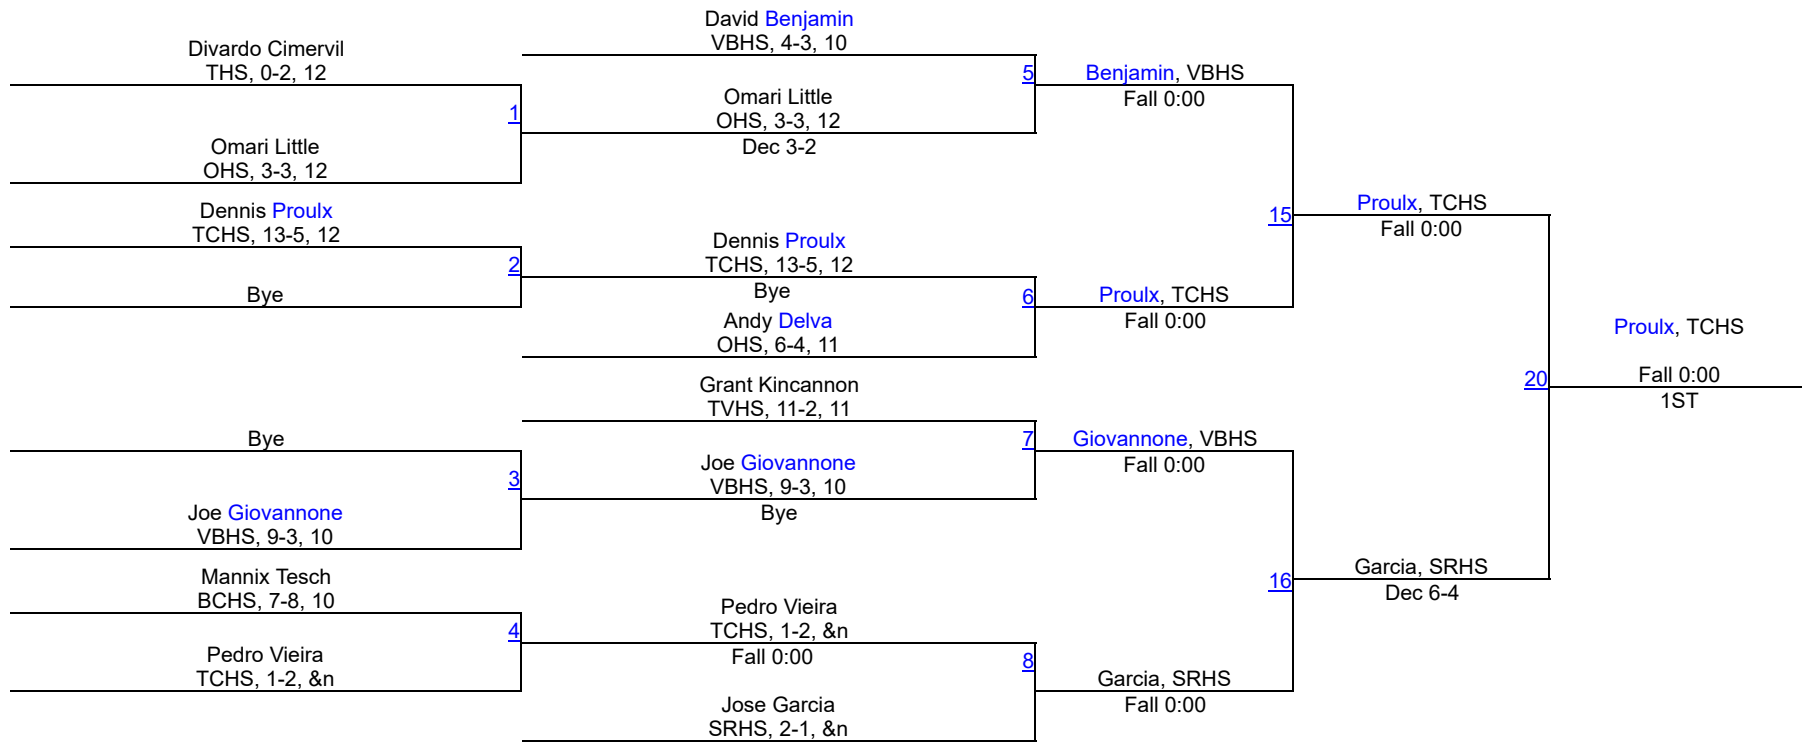 Divardo Cimervil
THS, 0-2, 12
1
Omari Little
OHS, 3-3, 12
Dennis Proulx
TCHS, 13-5, 12
2
Bye
Bye
3
Joe Giovannone
VBHS, 9-3, 10
Mannix Tesch
BCHS, 7-8, 10
4
Pedro Vieira
TCHS, 1-2, &n
David Benjamin
VBHS, 4-3, 10
5
Omari Little
OHS, 3-3, 12
Dec 3-2
Dennis Proulx
TCHS, 13-5, 12
Bye
6
Andy Delva
OHS, 6-4, 11
Grant Kincannon
TVHS, 11-2, 11
7
Joe Giovannone
VBHS, 9-3, 10
Bye
Pedro Vieira
TCHS, 1-2, &n
Fall 0:00
8
Jose Garcia
SRHS, 2-1, &n
Benjamin, VBHS
Fall 0:00
15
Proulx, TCHS
Fall 0:00
Giovannone, VBHS
Fall 0:00
16
Garcia, SRHS
Fall 0:00
Proulx, TCHS
Fall 0:00
20
Garcia, SRHS
Dec 6-4
Proulx, TCHS
Fall 0:00
1ST